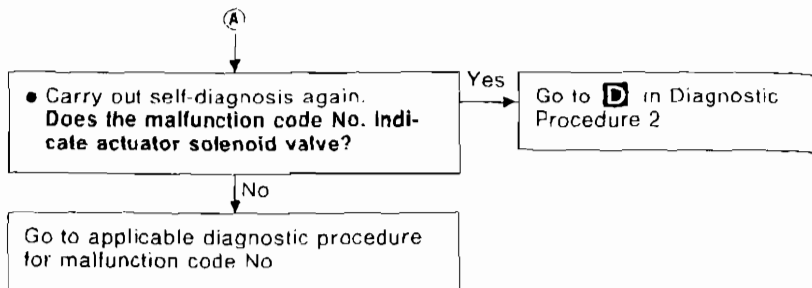 A
● Carry out self-diagnosis again.
Does the malfunction code No. indi-
cate actuator solenoid valve?
Yes
Go to D in Diagnostic
Procedure 2
No
Go to applicable diagnostic procedure
for malfunction code No